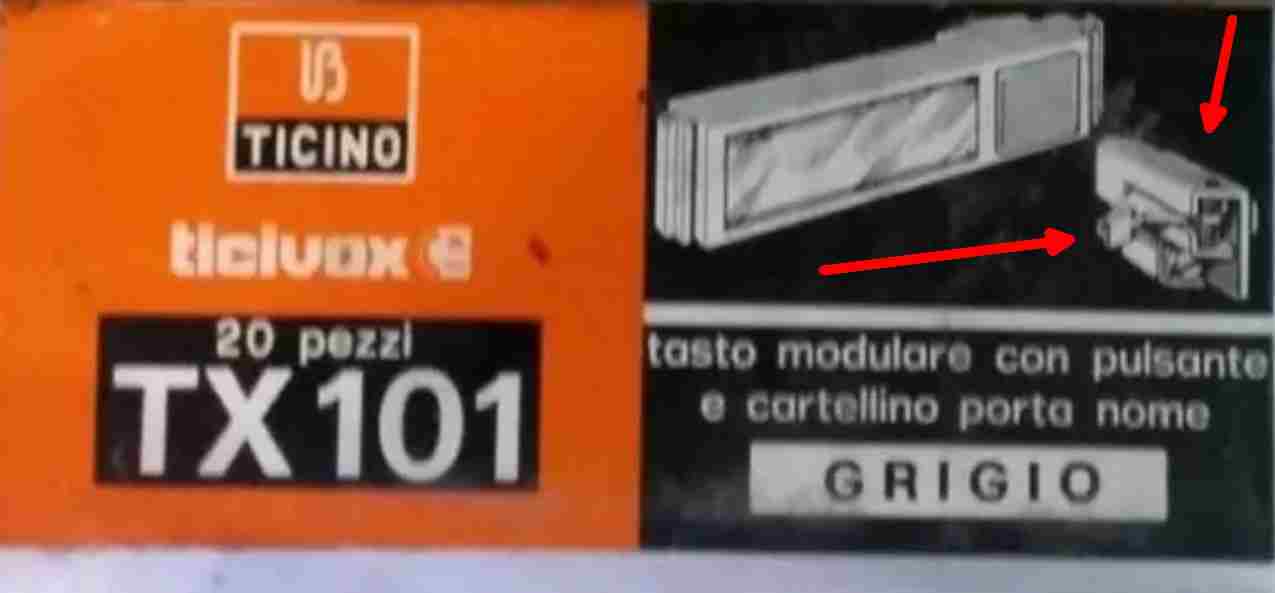 TICINO
ticivox
20 pezzi
TX101
tasto modulare con pulsante
e cartellino porta nome
GRIGIO